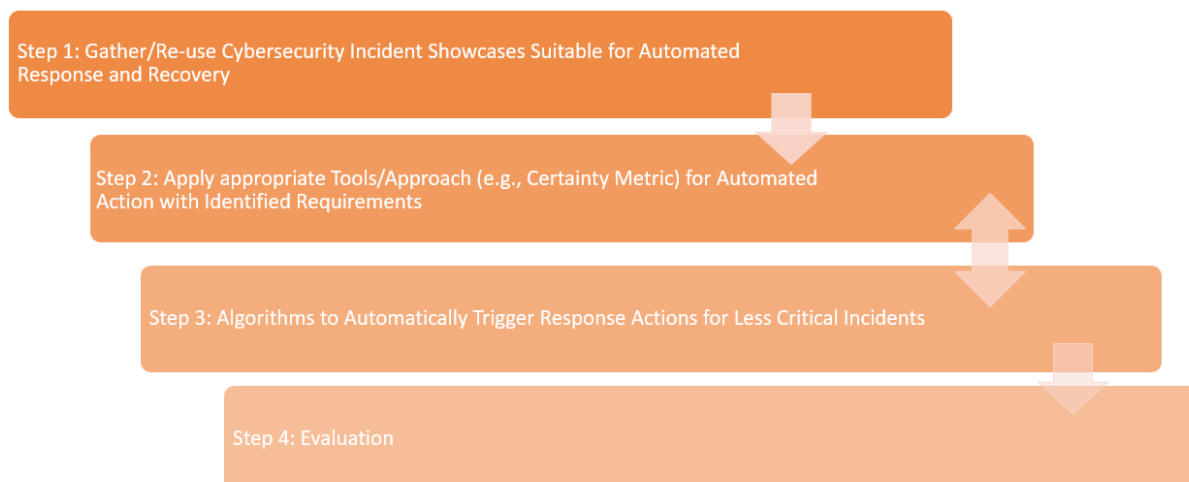 Step 1: Gather/Re-use Cybersecurity Incident Showcases Suitable for Automated
Response and Recovery
Step 2: Apply appropriate Tools/Approach (e.g., Certainty Metric) for Automated
Action with Identified Requirements
Step 3: Algorithms to Automatically Trigger Response Actions for Less Critical Incidents
Step 4: Evaluation